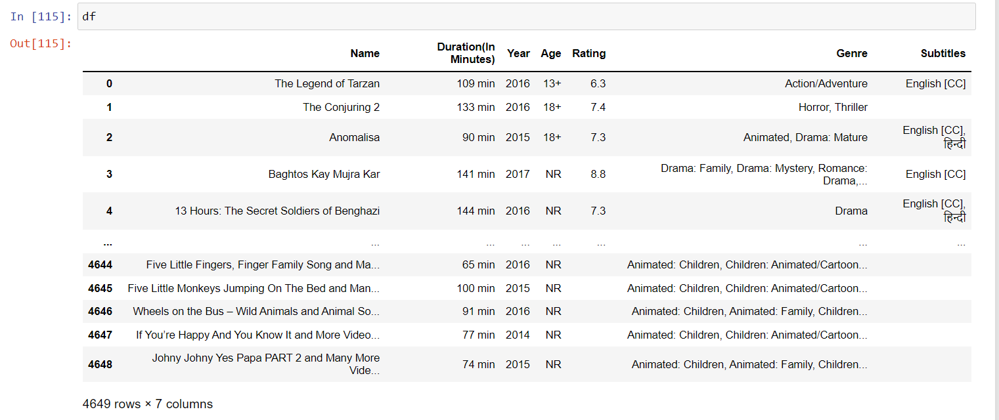 In [115]: df
Out[115]:
Name Duration(In Minutes) Year Age Rating Genre Subtitles
0 The Legend of Tarzan 109 min 2016 13+ 6.3 Action/Adventure English [CC]
1 The Conjuring 2 133 min 2016 18+ 7.4 Horror, Thriller
2 Anomalisa 90 min 2015 18+ 7.3 Animated, Drama: Mature English [CC], हिन्दी
3 Baghtos Kay Mujra Kar 141 min 2017 NR 8.8 Drama: Family, Drama: Mystery, Romance: Drama,... English [CC]
4 13 Hours: The Secret Soldiers of Benghazi 144 min 2016 NR 7.3 Drama English [CC], हिन्दी
... ... ... ... ... ... ... ...
4644 Five Little Fingers, Finger Family Song and Ma... 65 min 2016 NR Animated: Children, Children: Animated/Cartoon...
4645 Five Little Monkeys Jumping On The Bed and Man... 100 min 2015 NR Animated: Children, Children: Animated/Cartoon...
4646 Wheels on the Bus – Wild Animals and Animal So... 91 min 2016 NR Animated: Children, Animated: Family, Children...
4647 If You’re Happy And You Know It and More Video... 77 min 2014 NR Animated: Children, Children: Animated/Cartoon...
4648 Johny Johny Yes Papa PART 2 and Many More Vide... 74 min 2015 NR Animated: Children, Animated: Family, Children...
4649 rows × 7 columns